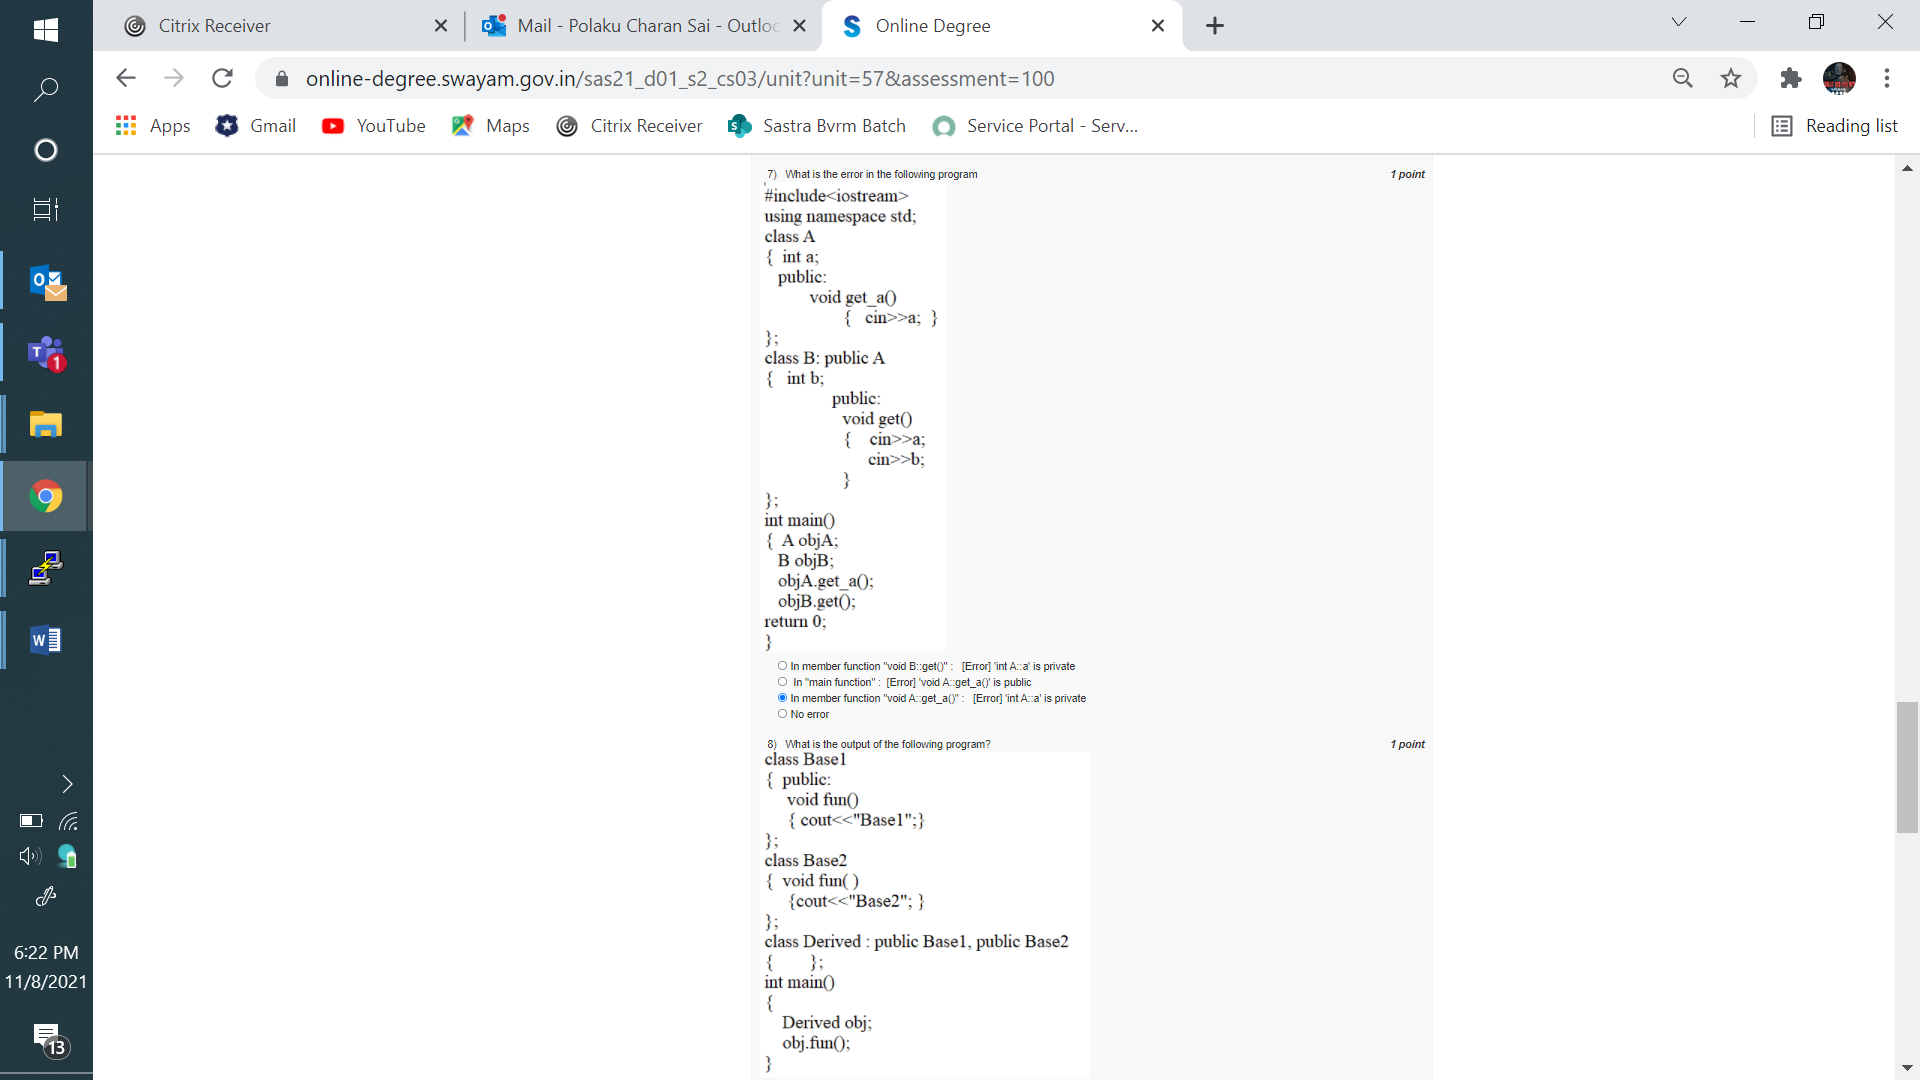 Citrix Receiver
Mail - Polaku Charan Sai - Outloo
Online Degree
online-degree.swayam.gov.in/sas21_d01_s2_cs03/unit?unit=57&assessment=100
Apps
Gmail
YouTube
Maps
Citrix Receiver
Sastra Bvrm Batch
Service Portal - Serv...
Reading list
7) What is the error in the following program
1 point
#include<iostream>
using namespace std;
class A
{ int a;
public:
void get_a()
{ cin>>a; }
};
class B: public A
{ int b;
public:
void get()
{ cin>>a;
cin>>b;
}
};
int main()
{ A objA;
B objB;
objA.get_a();
objB.get();
return 0;
}
In member function "void B::get()" : [Error] 'int A::a' is private
In "main function" : [Error] 'void A::get_a()' is public
In member function "void A::get_a()" : [Error] 'int A::a' is private
No error
8) What is the output of the following program?
1 point
class Base1
{ public:
void fun()
{ cout<<"Base1";}
};
class Base2
{ void fun( )
{cout<<"Base2"; }
};
class Derived : public Base1, public Base2
{ };
int main()
{
Derived obj;
obj.fun();
}
1
6:22 PM
11/8/2021
13